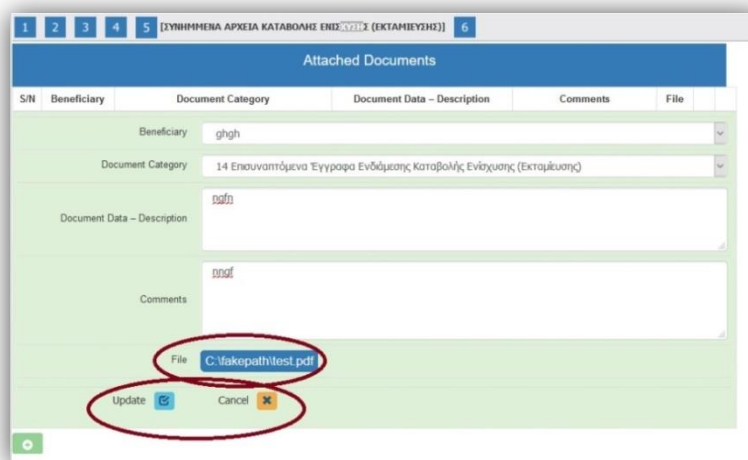 1 2 3 4 5 [ΣΥΝΗΜΜΕΝΑ ΑΡΧΕΙΑ ΚΑΤΑΒΟΛΗΣ ΕΝΙΣΧΥΣΗΣ (ΕΚΤΑΜΙΕΥΣΗΣ)] 6
Attached Documents
S/N Beneficiary Document Category Document Data – Description Comments File
Beneficiary ghgh
Document Category 14 Επισυναπτόμενα Έγγραφα Ενδιάμεσης Καταβολής Ενίσχυσης (Εκταμίευσης)
Document Data – Description ngfn
Comments nngf
File C:\fakepath\test.pdf
Update Cancel